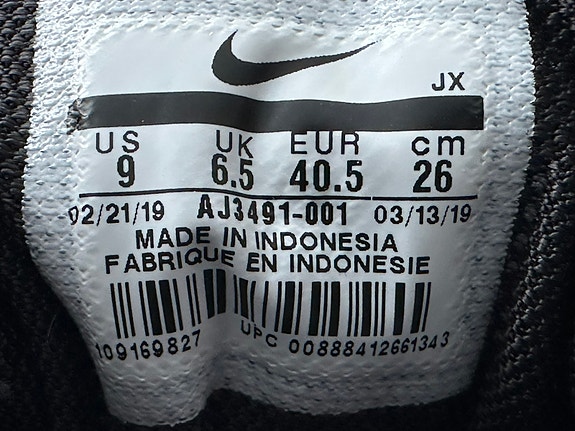 JX
US UK EUR cm
9 6.5 40.5 26
02/21/19 AJ3491-001 03/13/19
MADE IN INDONESIA
FABRIQUE EN INDONESIE
109169827 UPC 00888412661343